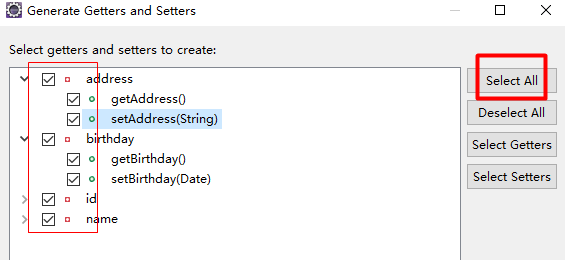 Generate Getters and Setters
Select getters and setters to create:
address
getAddress()
setAddress(String)
birthday
getBirthday()
setBirthday(Date)
id
name
Select All
Deselect All
Select Getters
Select Setters